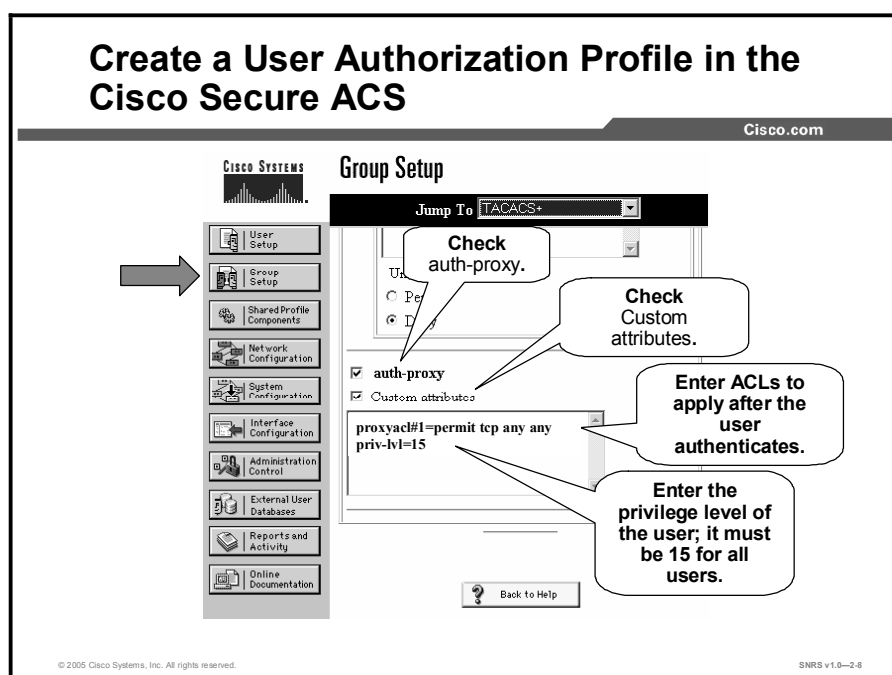 Create a User Authorization Profile in the
Cisco Secure ACS
Cisco.com
CISCO SYSTEMS
Group Setup
Jump To TACACS+
User
Setup
Group
Setup
Shared Profile
Components
Network
Configuration
System
Configuration
Interface
Configuration
Administration
Control
External User
Databases
Reports and
Activity
Online
Documentation
Check
auth-proxy.
Check
Custom
attributes.
auth-proxy
Custom attributes
proxyacl#1=permit tcp any any
priv-lvl=15
Enter ACLs to
apply after the
user
authenticates.
Enter the
privilege level of
the user; it must
be 15 for all
users.
Back to Help
© 2005 Cisco Systems, Inc. All rights reserved.
SNRS v1.0—2-8